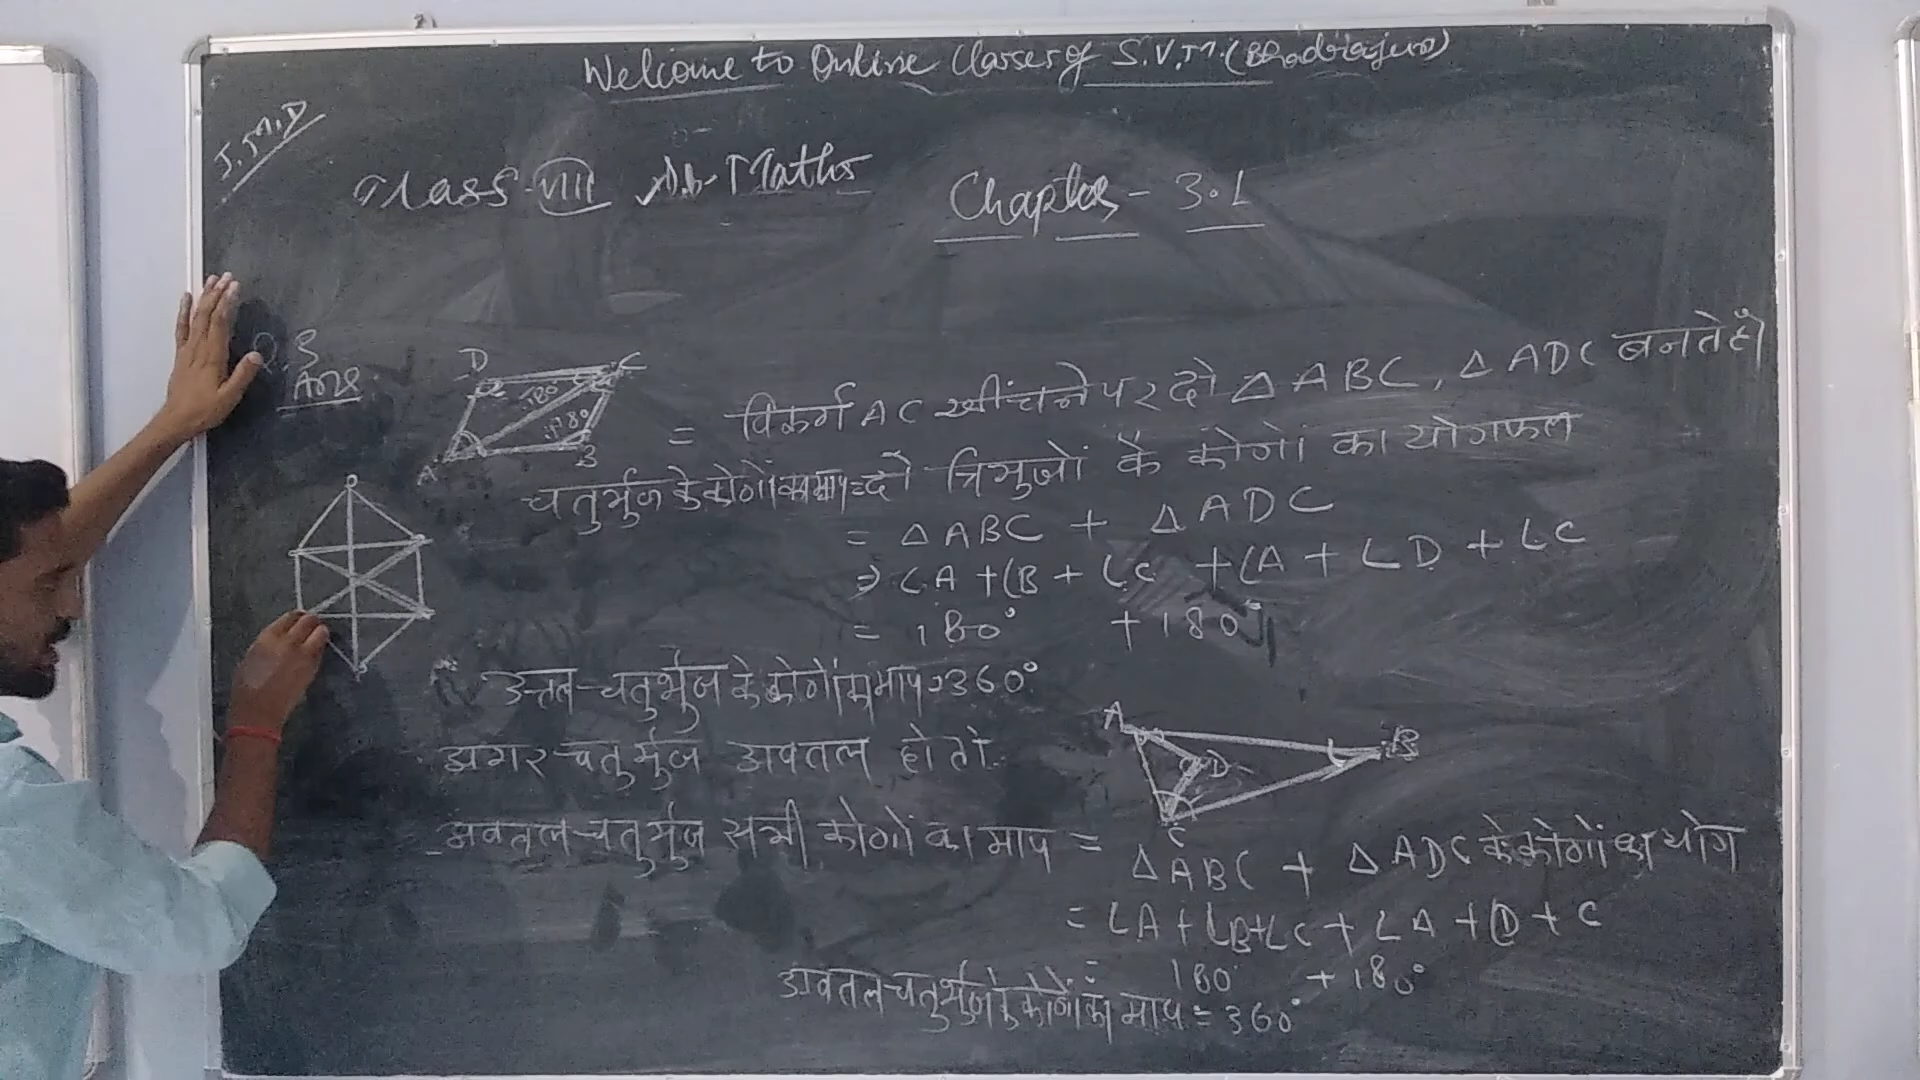 Welcome to Online Classes of S.V.M. (Bhadrajun)
Class - VIII Maths
Chapter - 3.1
Q. 3
Ans
D C
180°
180°
A B
= विकर्ण AC खींचने पर दो △ ABC, △ ADC बनते है।
चतुर्भुज के कोणों का माप = दो त्रिभुजों के कोणों का योगफल
= △ ABC + △ ADC
⇒ ∠A + ∠B + ∠C + ∠A + ∠D + ∠C
= 180° + 180°
उत्तल-चतुर्भुज के कोणों का माप = 360°
अगर चतुर्भुज अवतल हो तो
A B
D
C
अवतल-चतुर्भुज सभी कोणों का माप = △ABC + △ADC के कोणों का योग
= ∠A + ∠B + ∠C + ∠A + ∠D + C
= 180° + 180°
अवतल चतुर्भुज के कोणों का माप = 360°